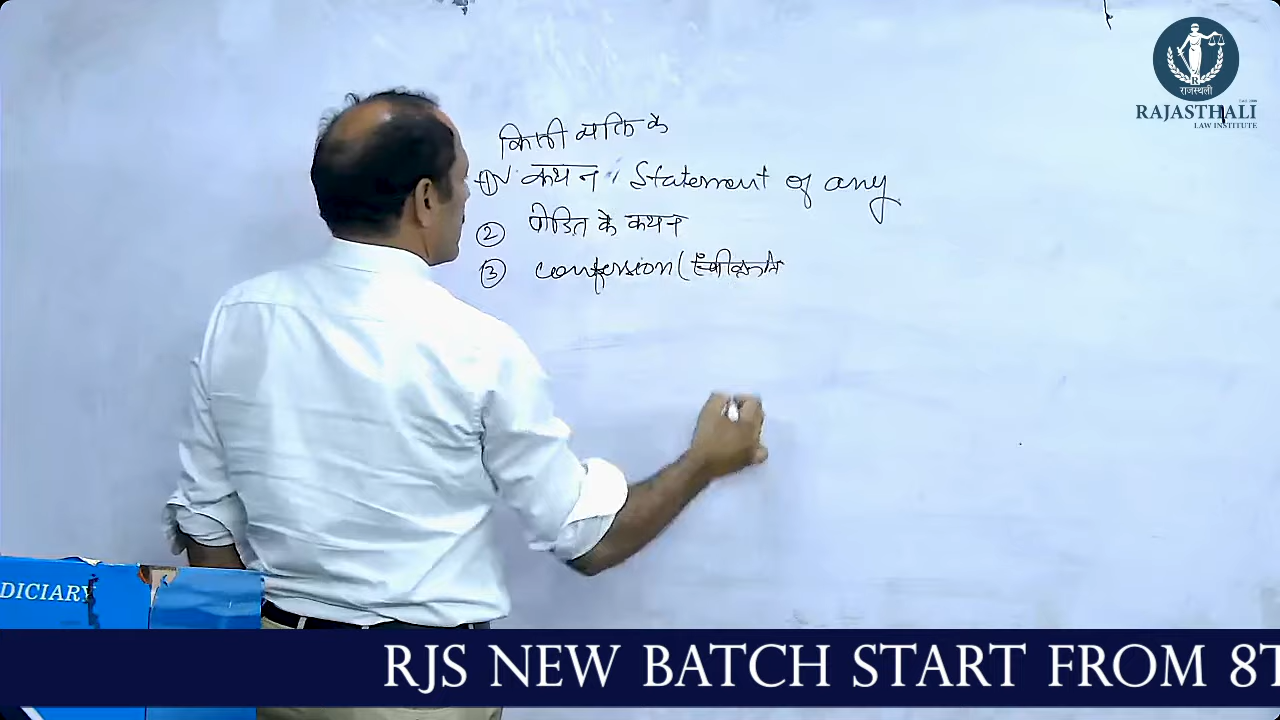 किसी व्यक्ति के
① कथन Statement of any
② पीड़ित के कथन
③ confession (
राजस्थली
RAJASTHALI
LAW INSTITUTE
DICIARY
RJS NEW BATCH START FROM 8T